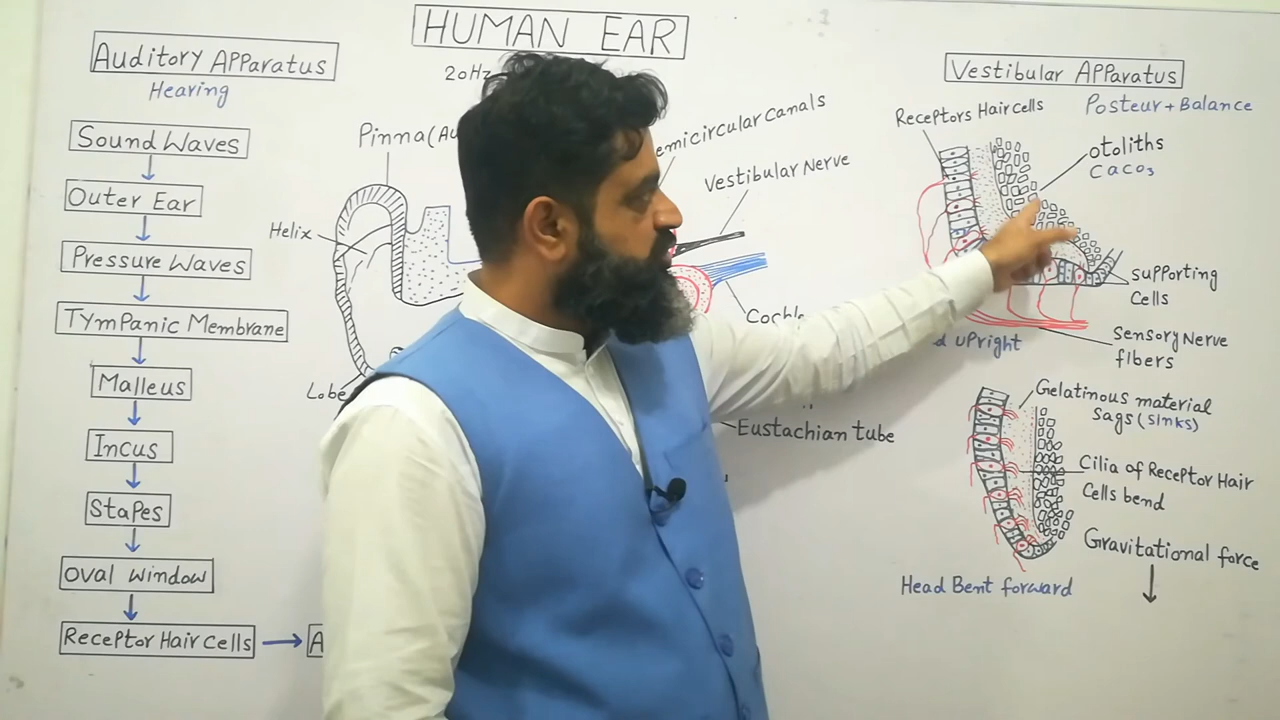 HUMAN EAR
20Hz
Auditory Apparatus
Hearing
Sound Waves
Outer Ear
Pressure Waves
Tympanic Membrane
Malleus
Incus
Stapes
Oval Window
Receptor Hair Cells
Pinna
Helix
Lobe
emicircular Canals
Vestibular Nerve
Eustachian tube
Vestibular Apparatus
Posteur + Balance
Receptors Hair cells
otoliths
CaCO₃
supporting
Cells
Sensory Nerve
fibers
upright
Gelatinous material
Sags (sinks)
Cilia of Receptor Hair
Cells bend
Gravitational force
Head Bent forward